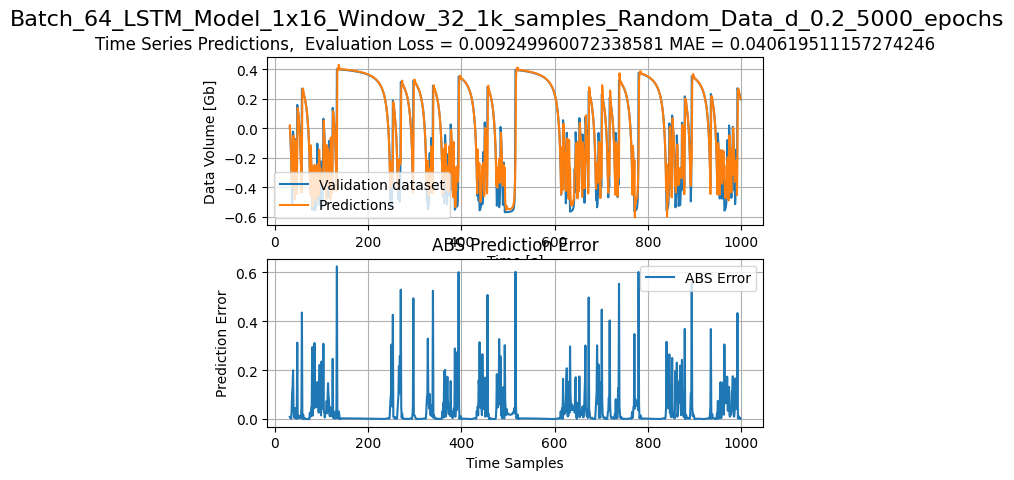 Batch_64_LSTM_Model_1x16_Window_32_1k_samples_Random_Data_d_0.2_5000_epochs
Time Series Predictions,  Evaluation Loss = 0.009249960072338581 MAE = 0.040619511157274246
Data Volume [Gb]
0.4
0.2
0.0
−0.2
−0.4
−0.6
Validation dataset
Predictions
0 200 400 600 800 1000
Time [s]
ABS Prediction Error
Prediction Error
0.6
0.4
0.2
0.0
ABS Error
0 200 400 600 800 1000
Time Samples